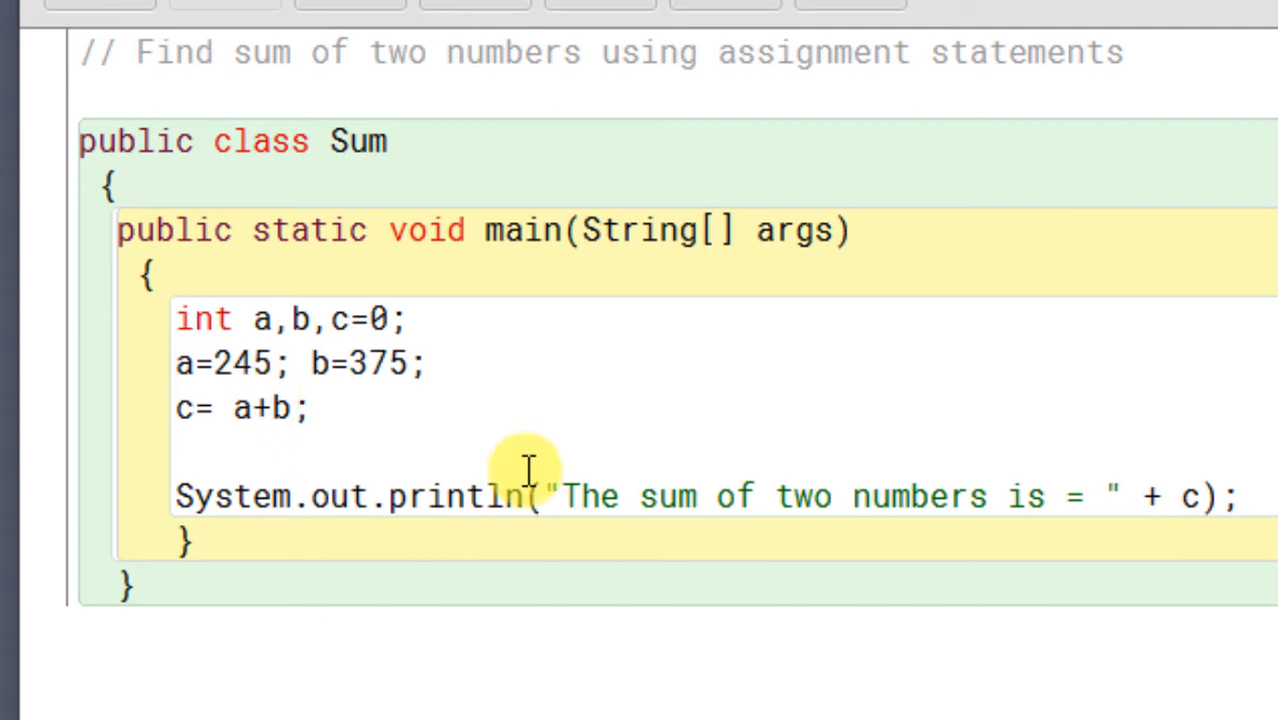 // Find sum of two numbers using assignment statements
public class Sum
{
public static void main(String[] args)
{
int a,b,c=0;
a=245; b=375;
c= a+b;
System.out.println("The sum of two numbers is = " + c);
}
}